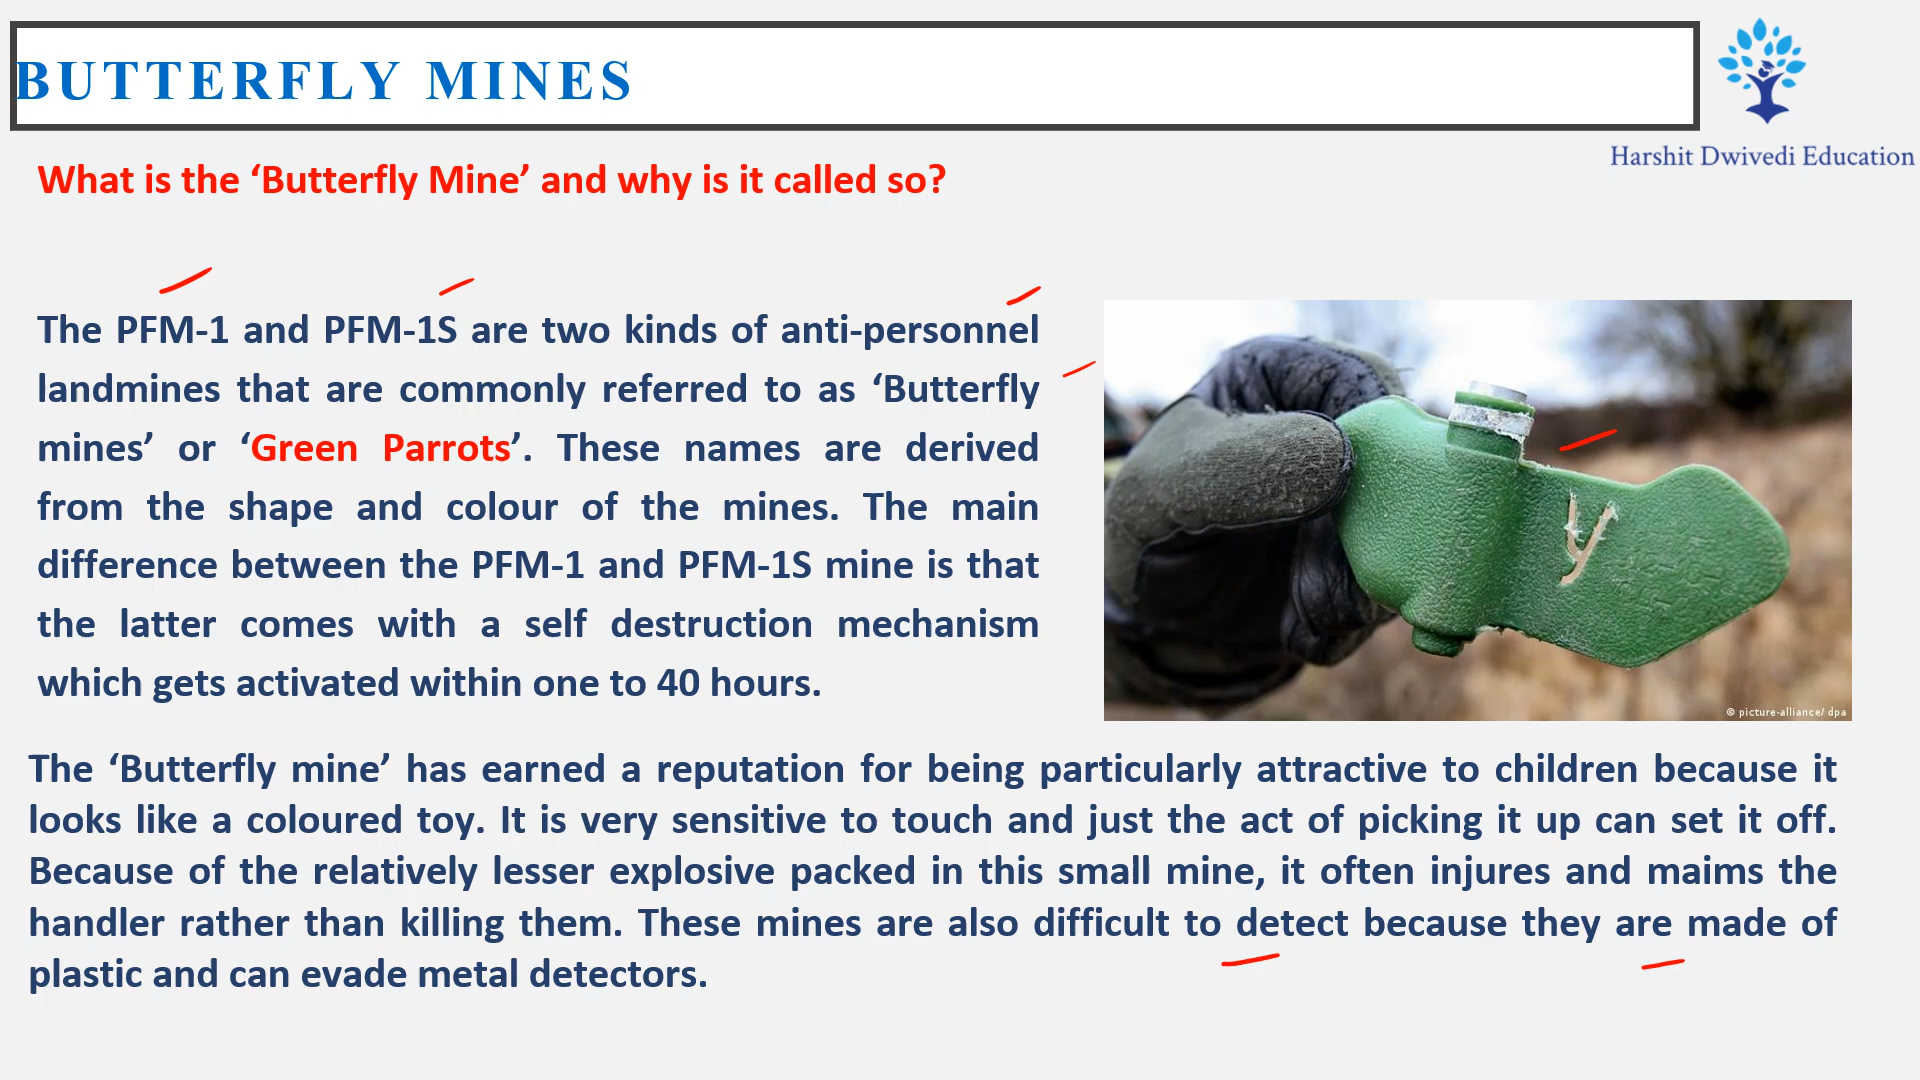 BUTTERFLY MINES
Harshit Dwivedi Education
What is the ‘Butterfly Mine’ and why is it called so?
The PFM-1 and PFM-1S are two kinds of anti-personnel
landmines that are commonly referred to as ‘Butterfly
mines’ or ‘Green Parrots’. These names are derived
from the shape and colour of the mines. The main
difference between the PFM-1 and PFM-1S mine is that
the latter comes with a self destruction mechanism
which gets activated within one to 40 hours.
У
© picture-alliance/ dpa
The ‘Butterfly mine’ has earned a reputation for being particularly attractive to children because it
looks like a coloured toy. It is very sensitive to touch and just the act of picking it up can set it off.
Because of the relatively lesser explosive packed in this small mine, it often injures and maims the
handler rather than killing them. These mines are also difficult to detect because they are made of
plastic and can evade metal detectors.